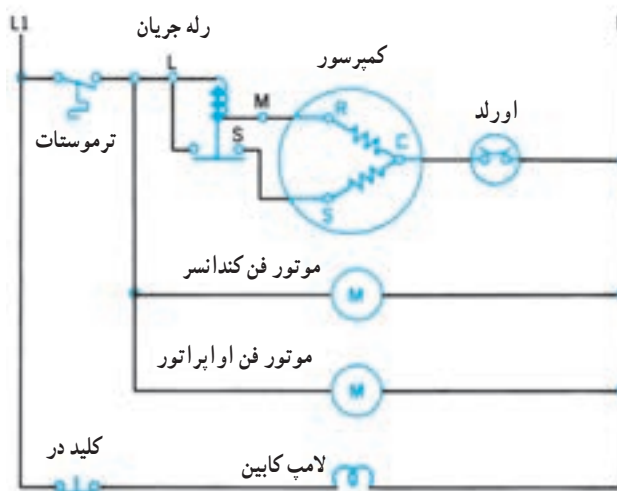 L1
رله جریان
L
M
S
ترموستات
کمپرسور
R
C
S
اورلد
موتور فن کندانسر
M
موتور فن اواپراتور
M
کلید در
لامپ کابین